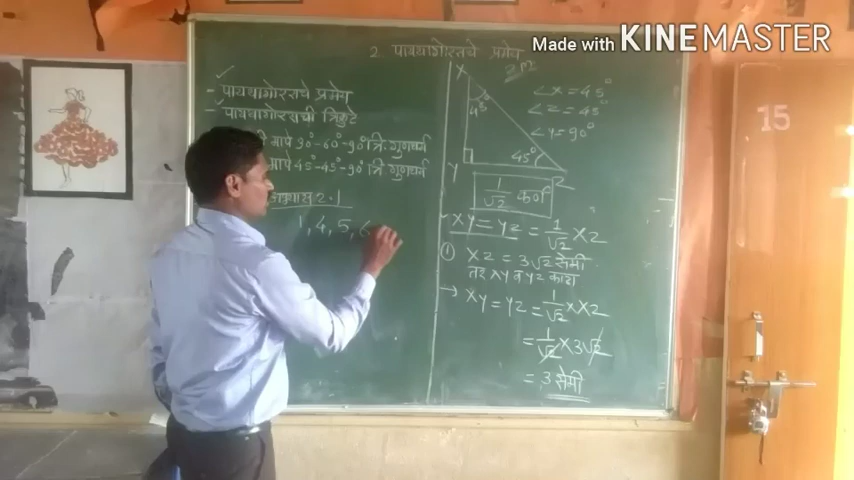 Made with KINEMASTER
2. पायथागोरसचे प्रमेय
- पायथागोरसचे प्रमेय
- पायथागोरसची त्रिकुटे
मापे 30°-60°-90° त्रि. गुणधर्म
मापे 45°-45°-90° त्रि गुणधर्म
2.1
1, 4, 5, 6
X
45°
45°
Y
Z
∠X = 45°
∠Z = 45°
∠Y = 90°
1/√2 कर्ण
XY = YZ = 1/√2 XZ
① XZ = 3√2 सेमी
तर XY व YZ काढा
→ XY = YZ = 1/√2 × XZ
= 1/√2 × 3√2
= 3 सेमी
15